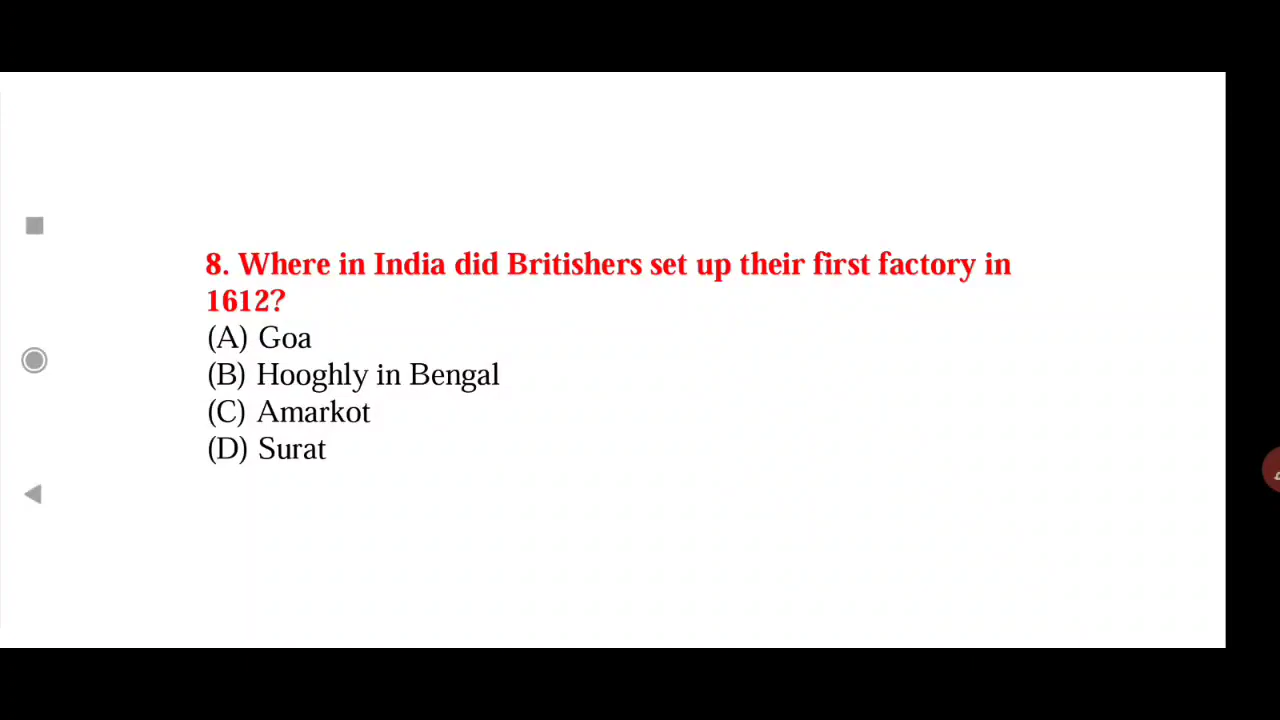 8. Where in India did Britishers set up their first factory in
1612?
(A) Goa
(B) Hooghly in Bengal
(C) Amarkot
(D) Surat